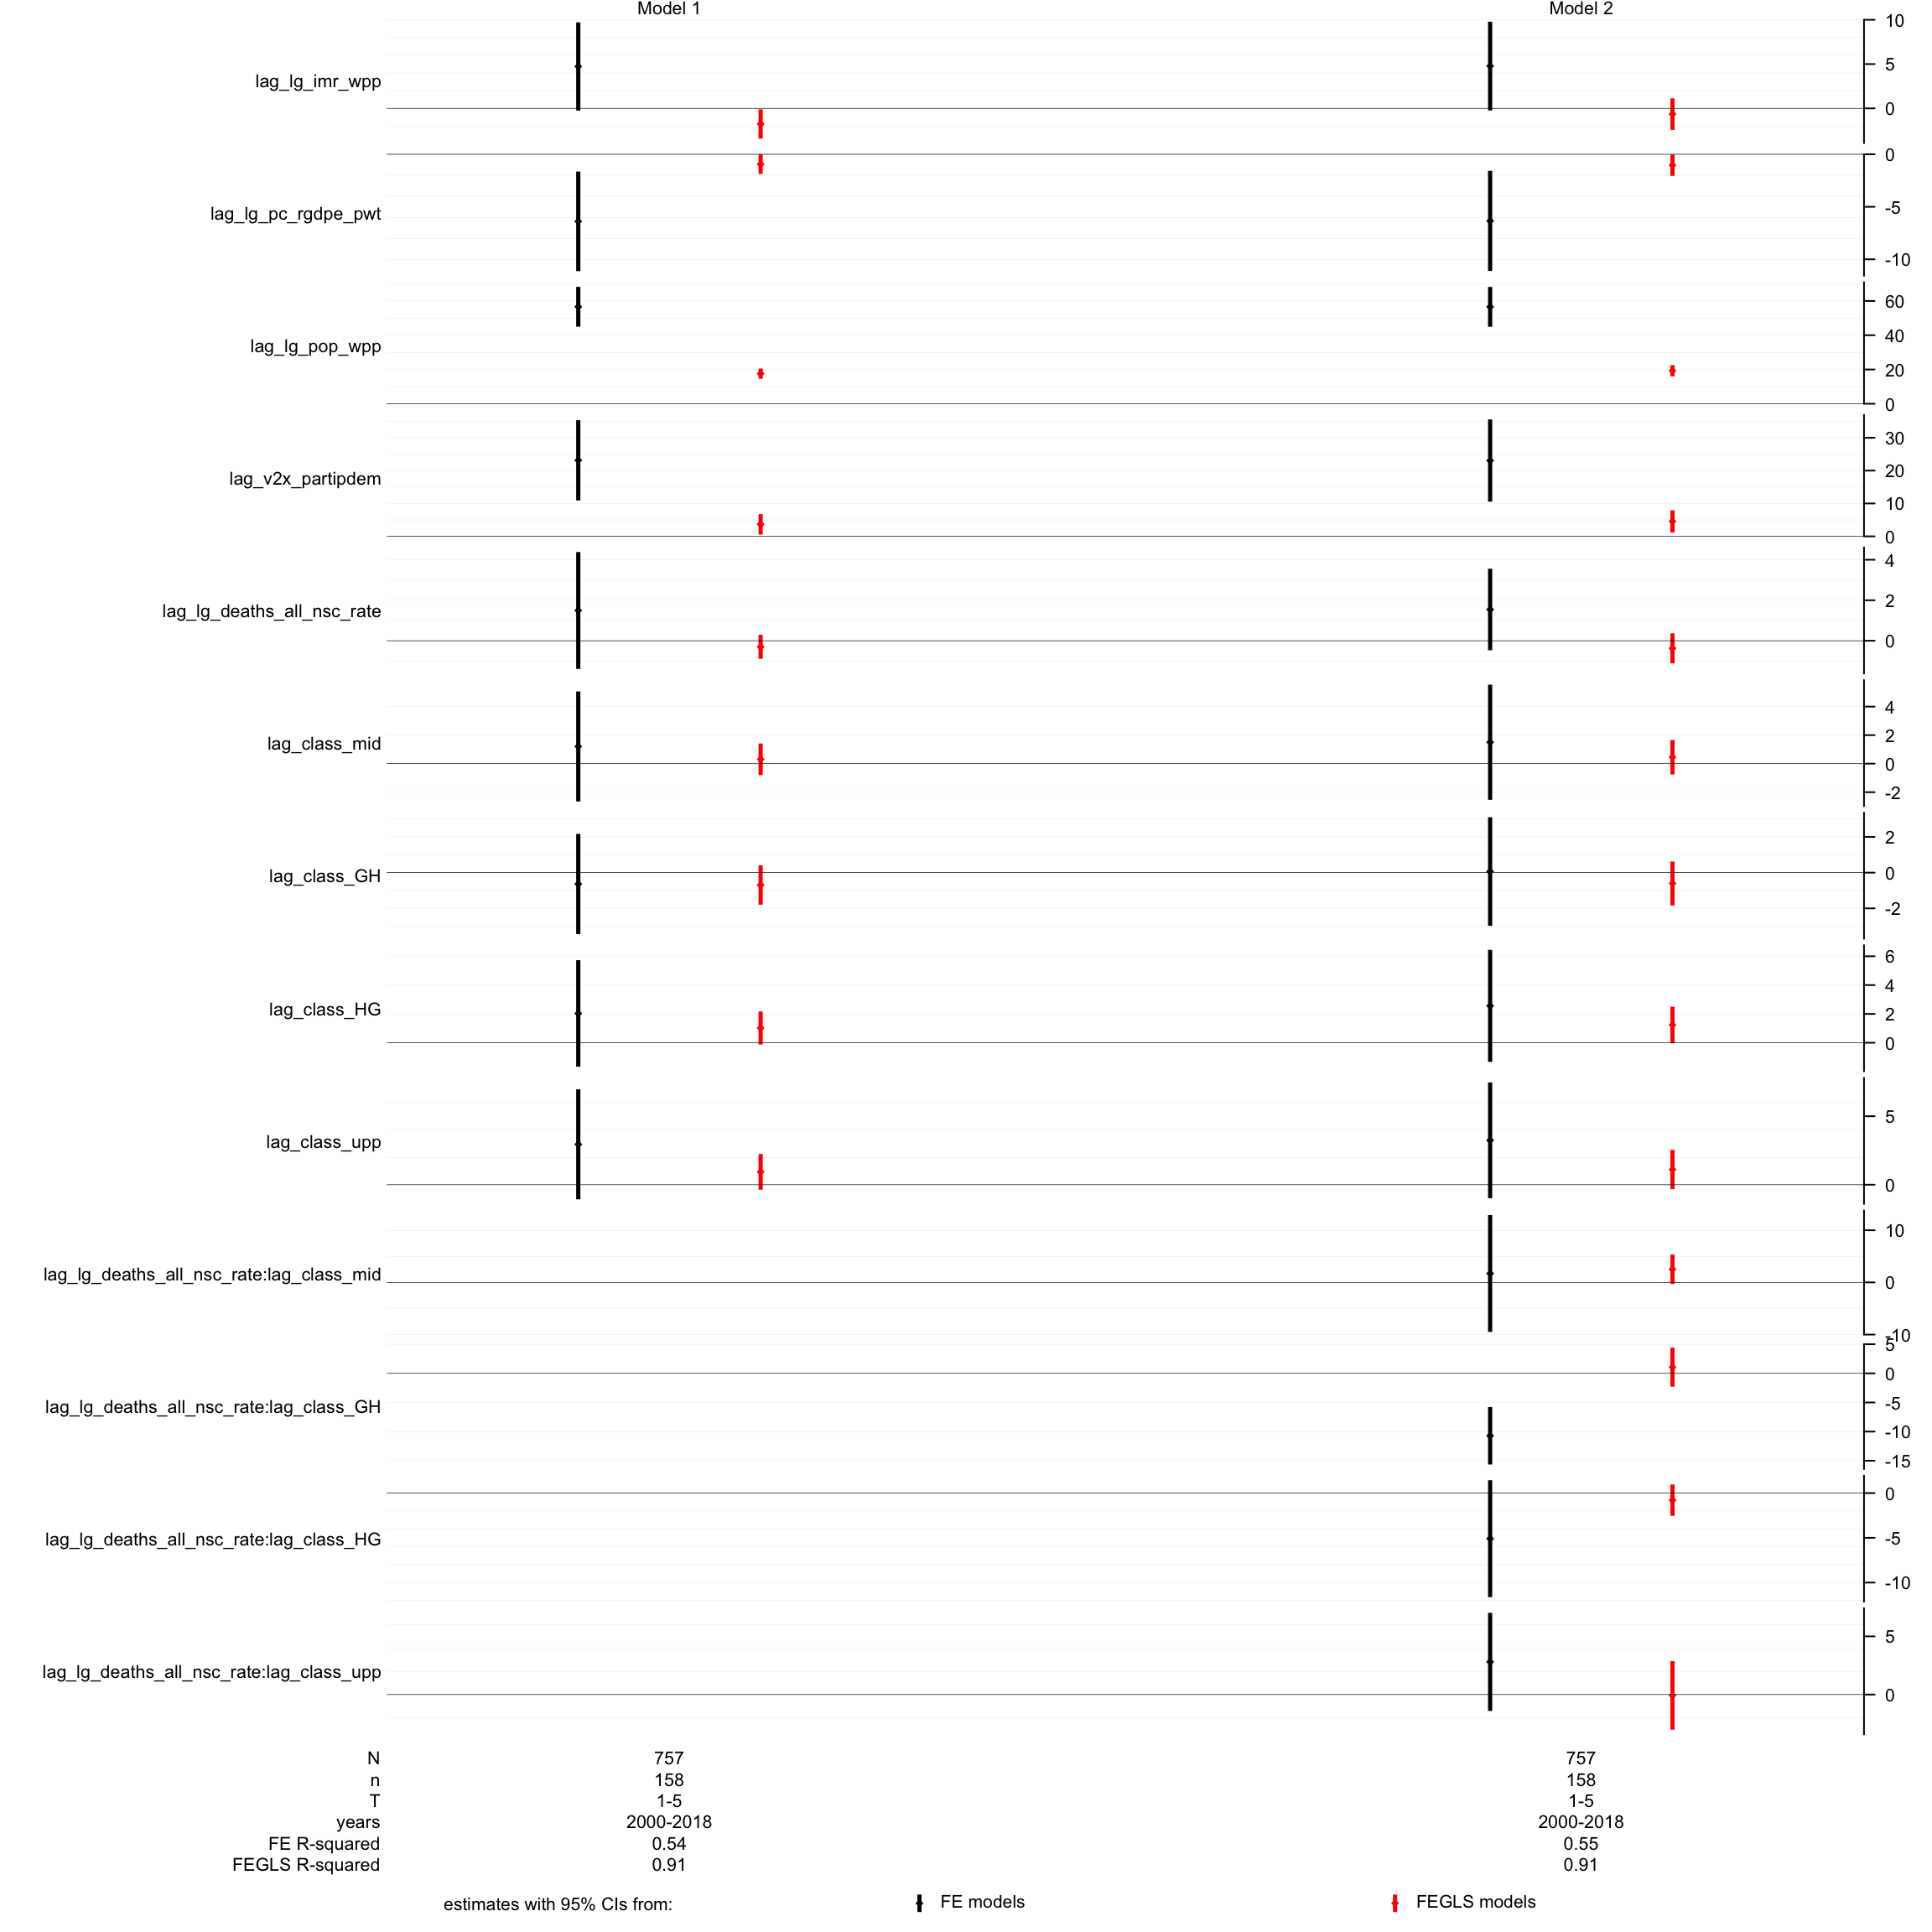 Model 1 Model 2
10
5
lag_lg_imr_wpp
0
0
lag_lg_pc_rgdpe_pwt
-5
-10
60
lag_lg_pop_wpp
40
20
0
30
lag_v2x_partipdem
20
10
0
4
lag_lg_deaths_all_nsc_rate
2
0
4
lag_class_mid
2
0
-2
2
lag_class_GH
0
-2
6
4
lag_class_HG
2
0
5
lag_class_upp
0
10
lag_lg_deaths_all_nsc_rate:lag_class_mid
0
-10
5
0
lag_lg_deaths_all_nsc_rate:lag_class_GH
-5
-10
-15
0
lag_lg_deaths_all_nsc_rate:lag_class_HG
-5
-10
5
lag_lg_deaths_all_nsc_rate:lag_class_upp
0
N 757 757
n 158 158
T 1-5 1-5
years 2000-2018 2000-2018
FE R-squared 0.54 0.55
FEGLS R-squared 0.91 0.91
estimates with 95% CIs from: FE models FEGLS models